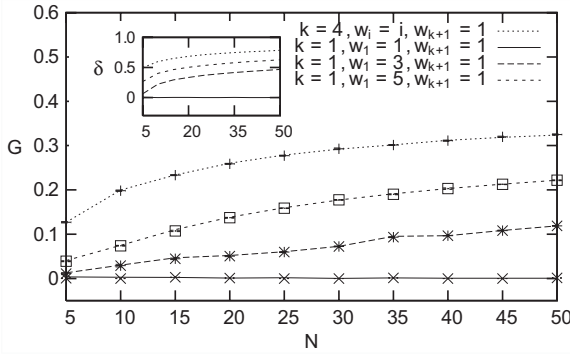 0.6
0.5
0.4
0.3
0.2
0.1
0
G
5 10 15 20 25 30 35 40 45 50
N
1.0
0.5
0
δ
5 20 35 50
k = 4, w_i = i, w_{k+1} = 1
k = 1, w_1 = 1, w_{k+1} = 1
k = 1, w_1 = 3, w_{k+1} = 1
k = 1, w_1 = 5, w_{k+1} = 1